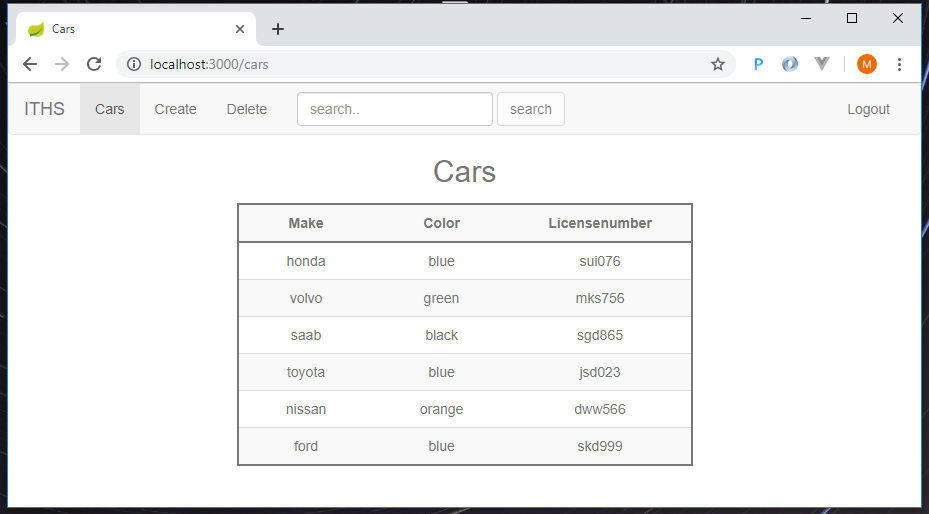 Cars
localhost:3000/cars
P
M
ITHS Cars Create Delete search.. search Logout
Cars
Make Color Licensenumber
honda blue sui076
volvo green mks756
saab black sgd865
toyota blue jsd023
nissan orange dww566
ford blue skd999